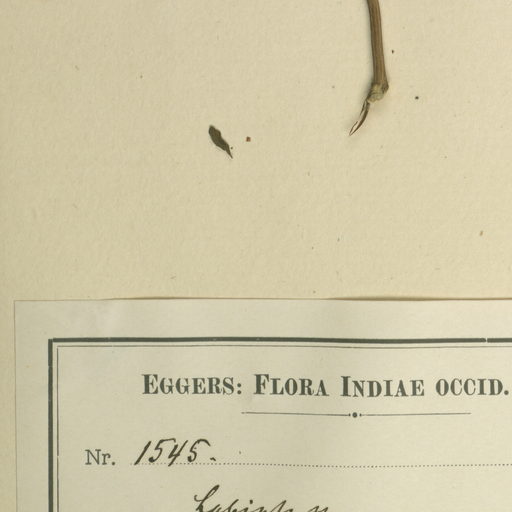 EGGERS: FLORA INDIAE OCCID.
Nr. 1545.